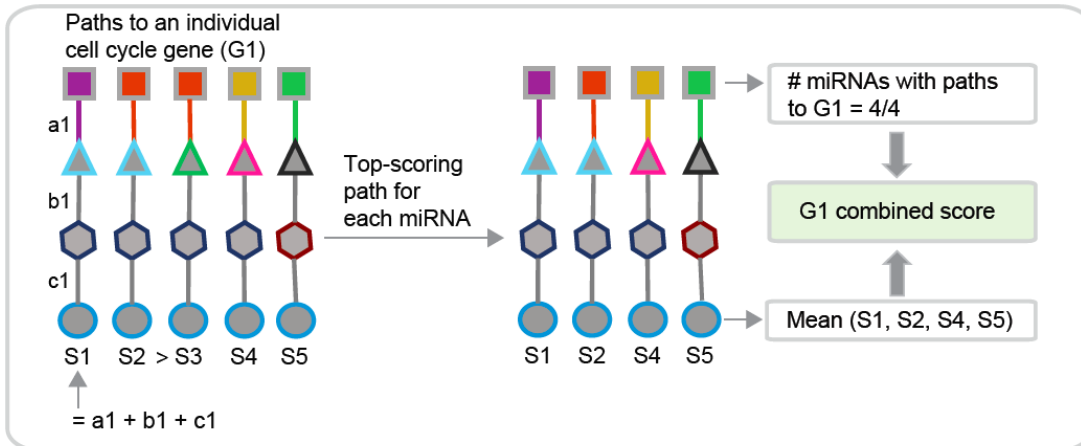 Paths to an individual
cell cycle gene (G1)
a1
b1
c1
S1 S2 > S3 S4 S5
= a1 + b1 + c1
Top-scoring
path for
each miRNA
S1 S2 S4 S5
# miRNAs with paths
to G1 = 4/4
G1 combined score
Mean (S1, S2, S4, S5)